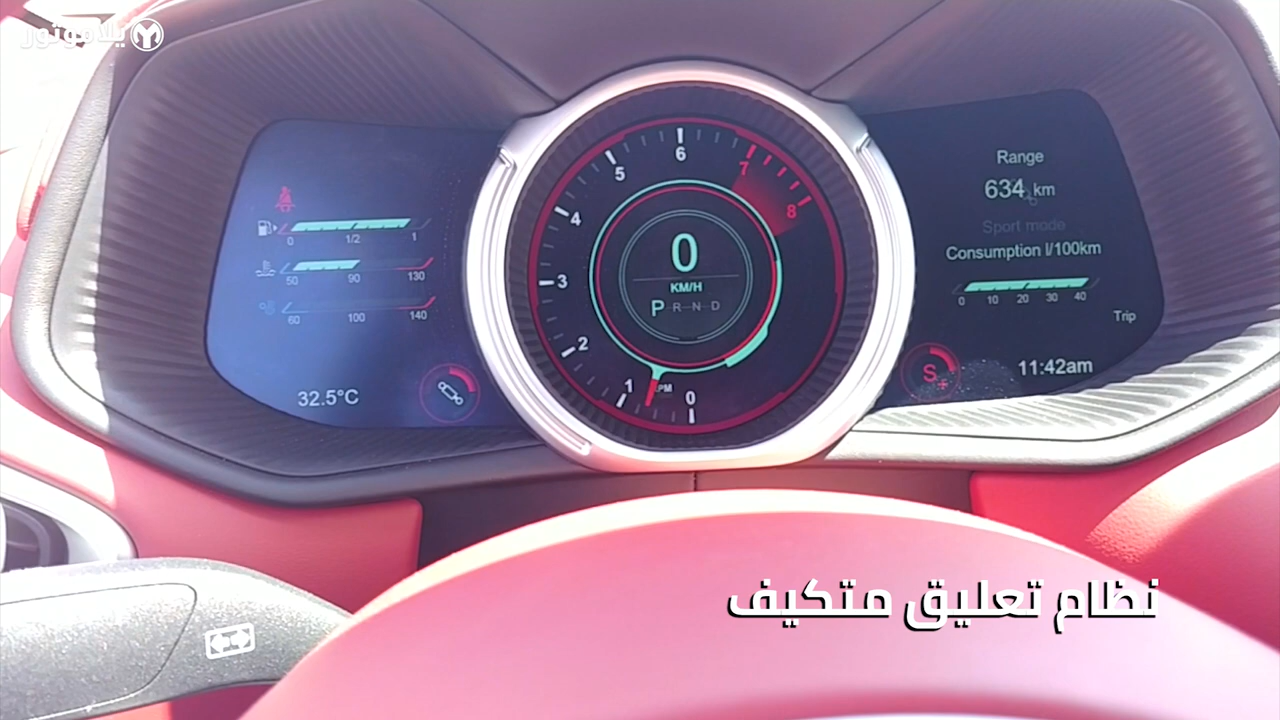 يلاموتور
0 1/2 1
50 90 130
60 100 140
32.5°C
0 1 2 3 4 5 6 7 8
0
KM/H
P R N D
Range
634 km
Sport mode
Consumption l/100km
0 10 20 30 40
Trip
S+
11:42am
نظام تعليق متكيف